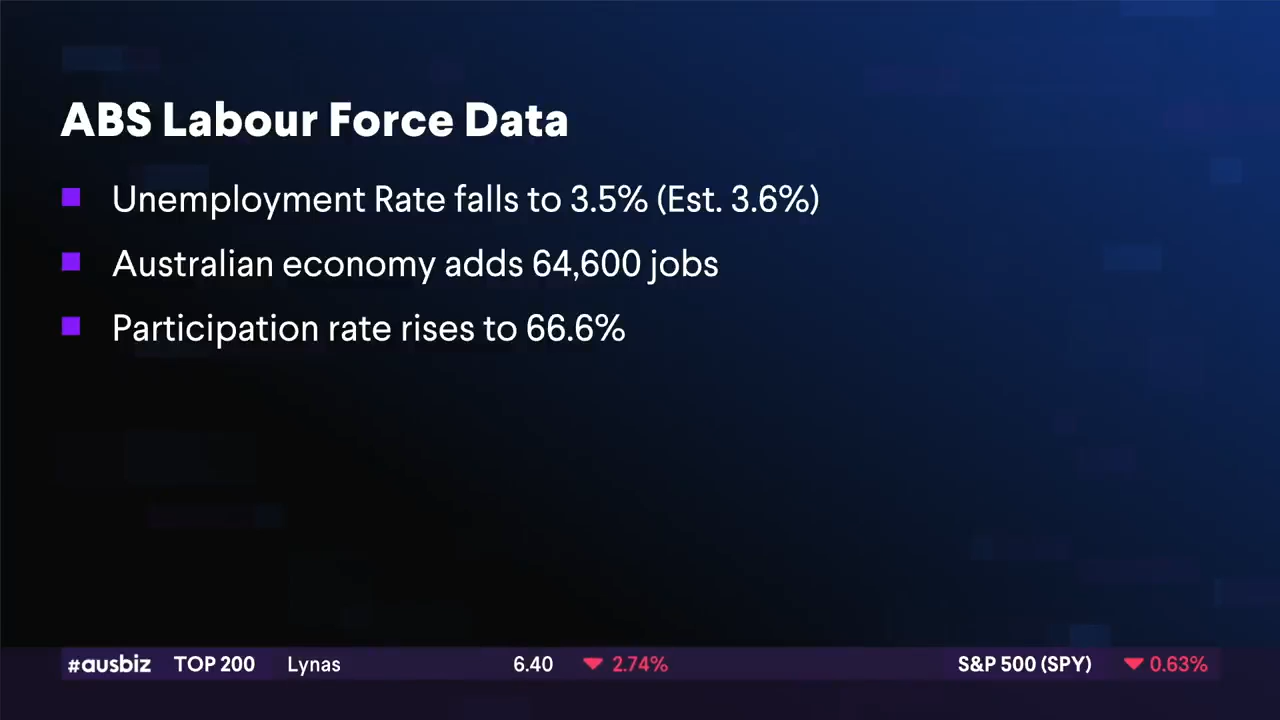 ABS Labour Force Data
Unemployment Rate falls to 3.5% (Est. 3.6%)
Australian economy adds 64,600 jobs
Participation rate rises to 66.6%
#ausbiz TOP 200 Lynas 6.40 ▼ 2.74% S&P 500 (SPY) ▼ 0.63%